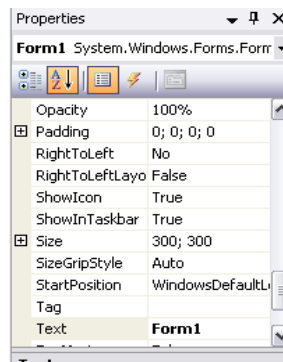 Properties
Form1 System.Windows.Forms.Form
Opacity 100%
Padding 0; 0; 0; 0
RightToLeft No
RightToLeftLayo False
ShowIcon True
ShowInTaskbar True
Size 300; 300
SizeGripStyle Auto
StartPosition WindowsDefaultL
Tag
Text Form1